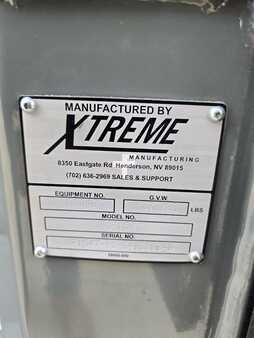 MANUFACTURED BY
XTREME
MANUFACTURING
8350 Eastgate Rd, Henderson, NV 89015
(702) 636-2969 SALES & SUPPORT
EQUIPMENT NO. G.V.W.
LBS
MODEL NO.
SERIAL NO.